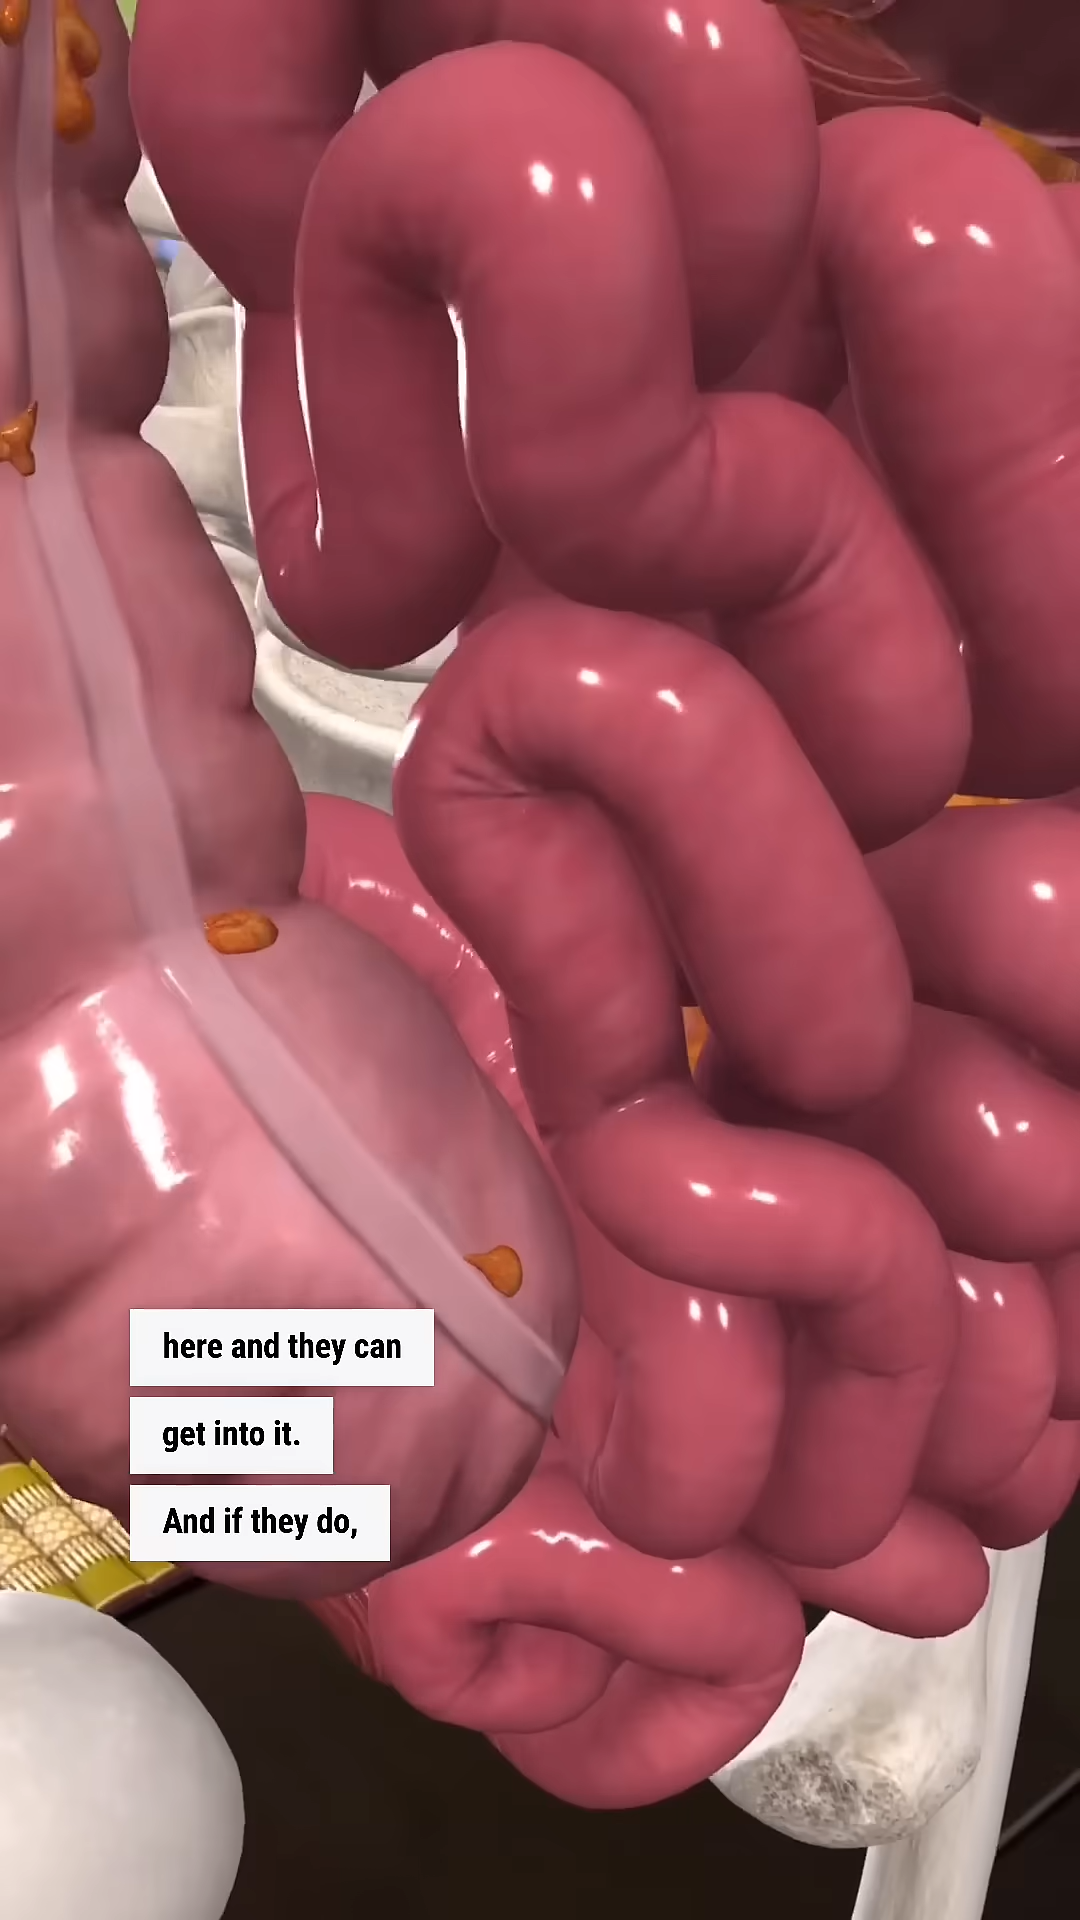 here and they can
get into it.
And if they do,